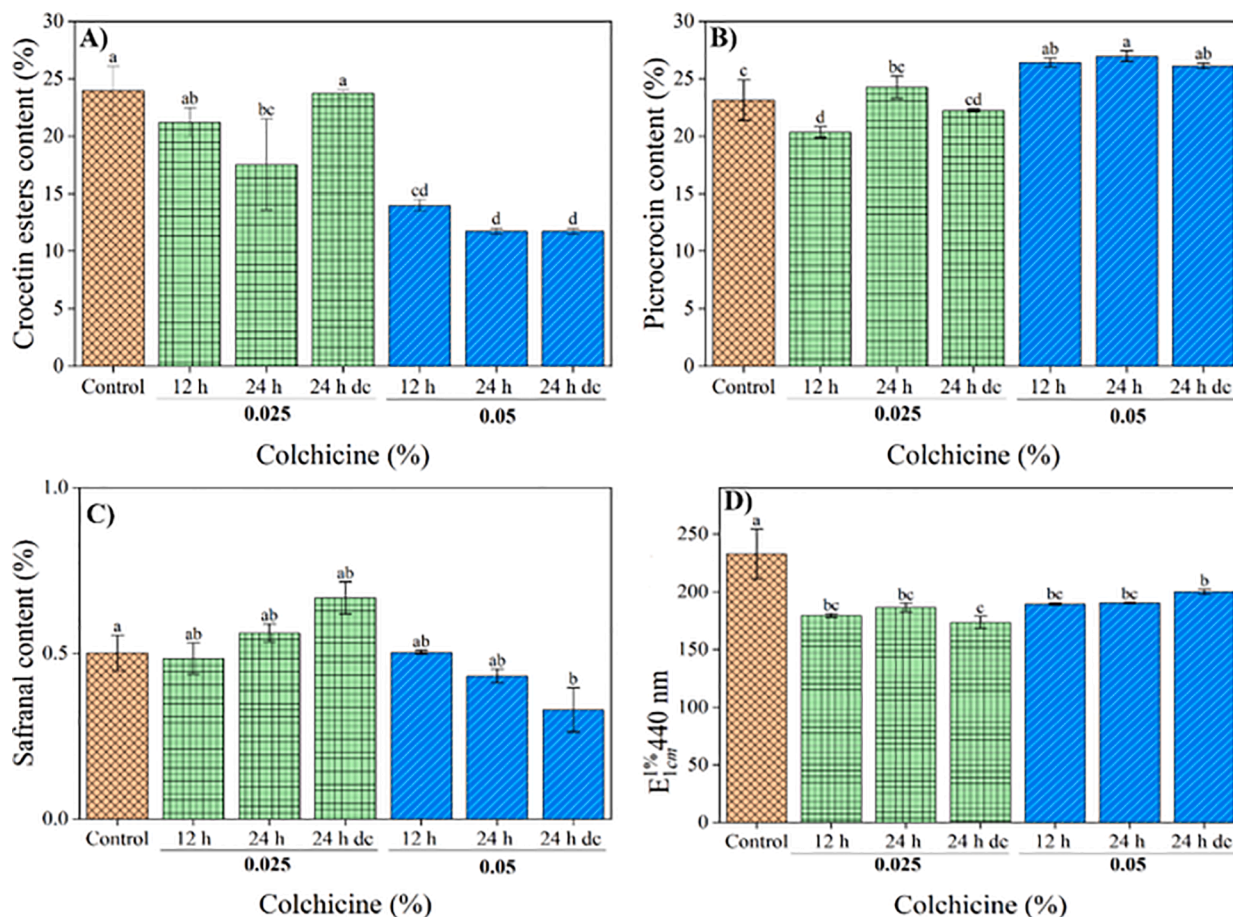 A)
Crocetin esters content (%)
30
25
20
15
10
5
0
a
ab
bc
a
cd
d
d
Control 12 h 24 h 24 h dc 12 h 24 h 24 h dc
0.025 0.05
Colchicine (%)
B)
Picrocrocin content (%)
30
25
20
15
10
5
0
c
d
bc
cd
ab
a
ab
Control 12 h 24 h 24 h dc 12 h 24 h 24 h dc
0.025 0.05
Colchicine (%)
C)
Safranal content (%)
1.0
0.5
0.0
a
ab
ab
ab
ab
ab
b
Control 12 h 24 h 24 h dc 12 h 24 h 24 h dc
0.025 0.05
Colchicine (%)
D)
E1% 1cm 440 nm
250
200
150
100
50
0
a
bc
bc
c
bc
bc
b
Control 12 h 24 h 24 h dc 12 h 24 h 24 h dc
0.025 0.05
Colchicine (%)